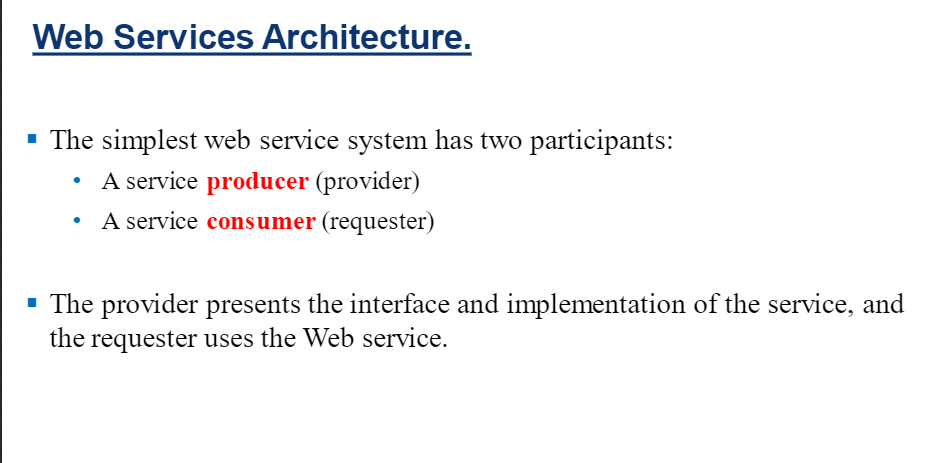 Web Services Architecture.
▪ The simplest web service system has two participants:
• A service producer (provider)
• A service consumer (requester)
▪ The provider presents the interface and implementation of the service, and
the requester uses the Web service.